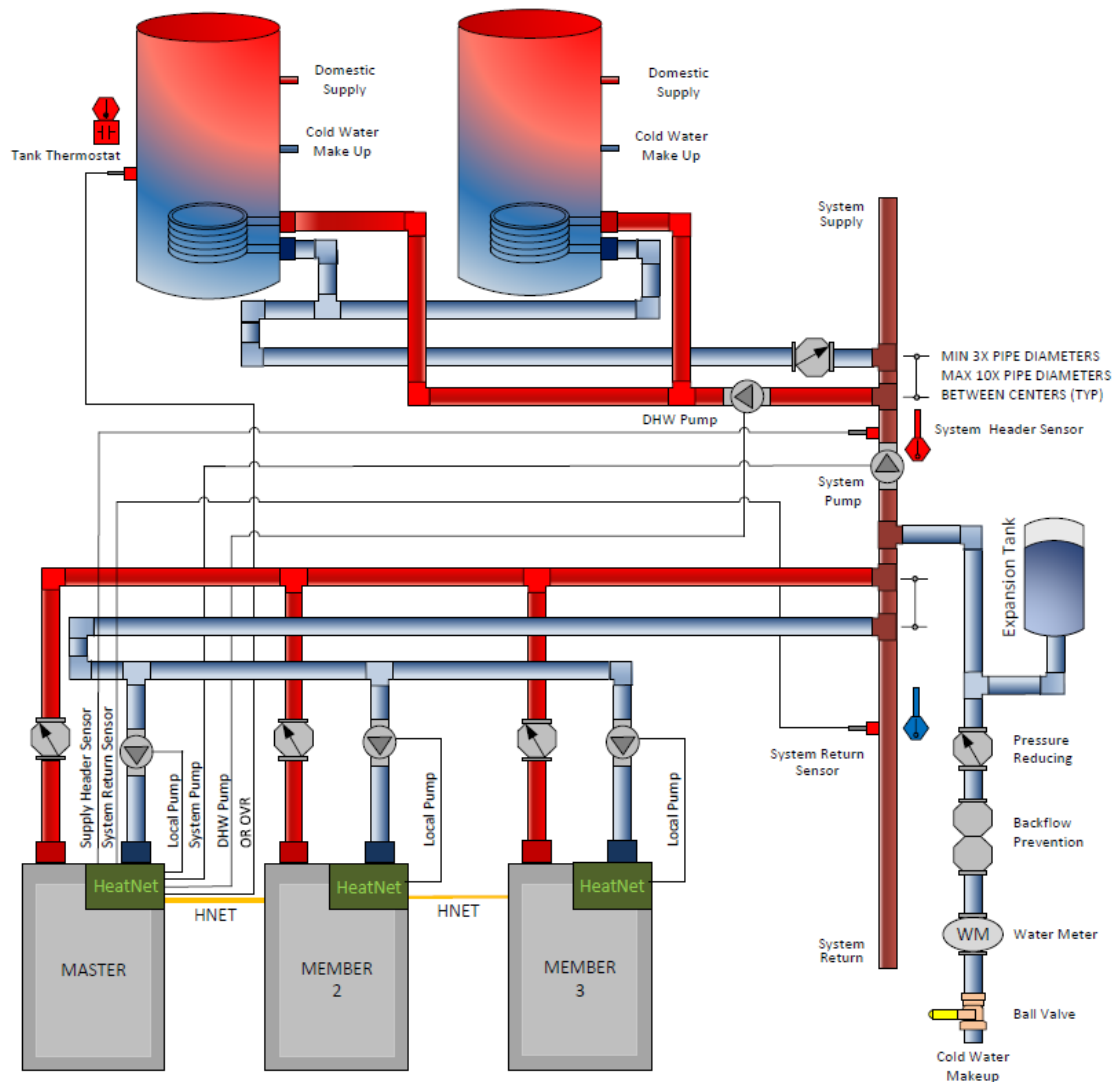 Domestic
Supply
Cold Water
Make Up
Tank Thermostat
Domestic
Supply
Cold Water
Make Up
System
Supply
MIN 3X PIPE DIAMETERS
MAX 10X PIPE DIAMETERS
BETWEEN CENTERS (TYP)
DHW Pump
System Header Sensor
System
Pump
Expansion Tank
System Return
Sensor
Pressure
Reducing
Backflow
Prevention
Supply Header Sensor
System Return Sensor
Local Pump
System Pump
DHW Pump
OR OVR
Local Pump
Local Pump
HeatNet
HNET
HeatNet
HNET
HeatNet
MASTER
MEMBER
2
MEMBER
3
System
Return
WM
Water Meter
Ball Valve
Cold Water
Makeup